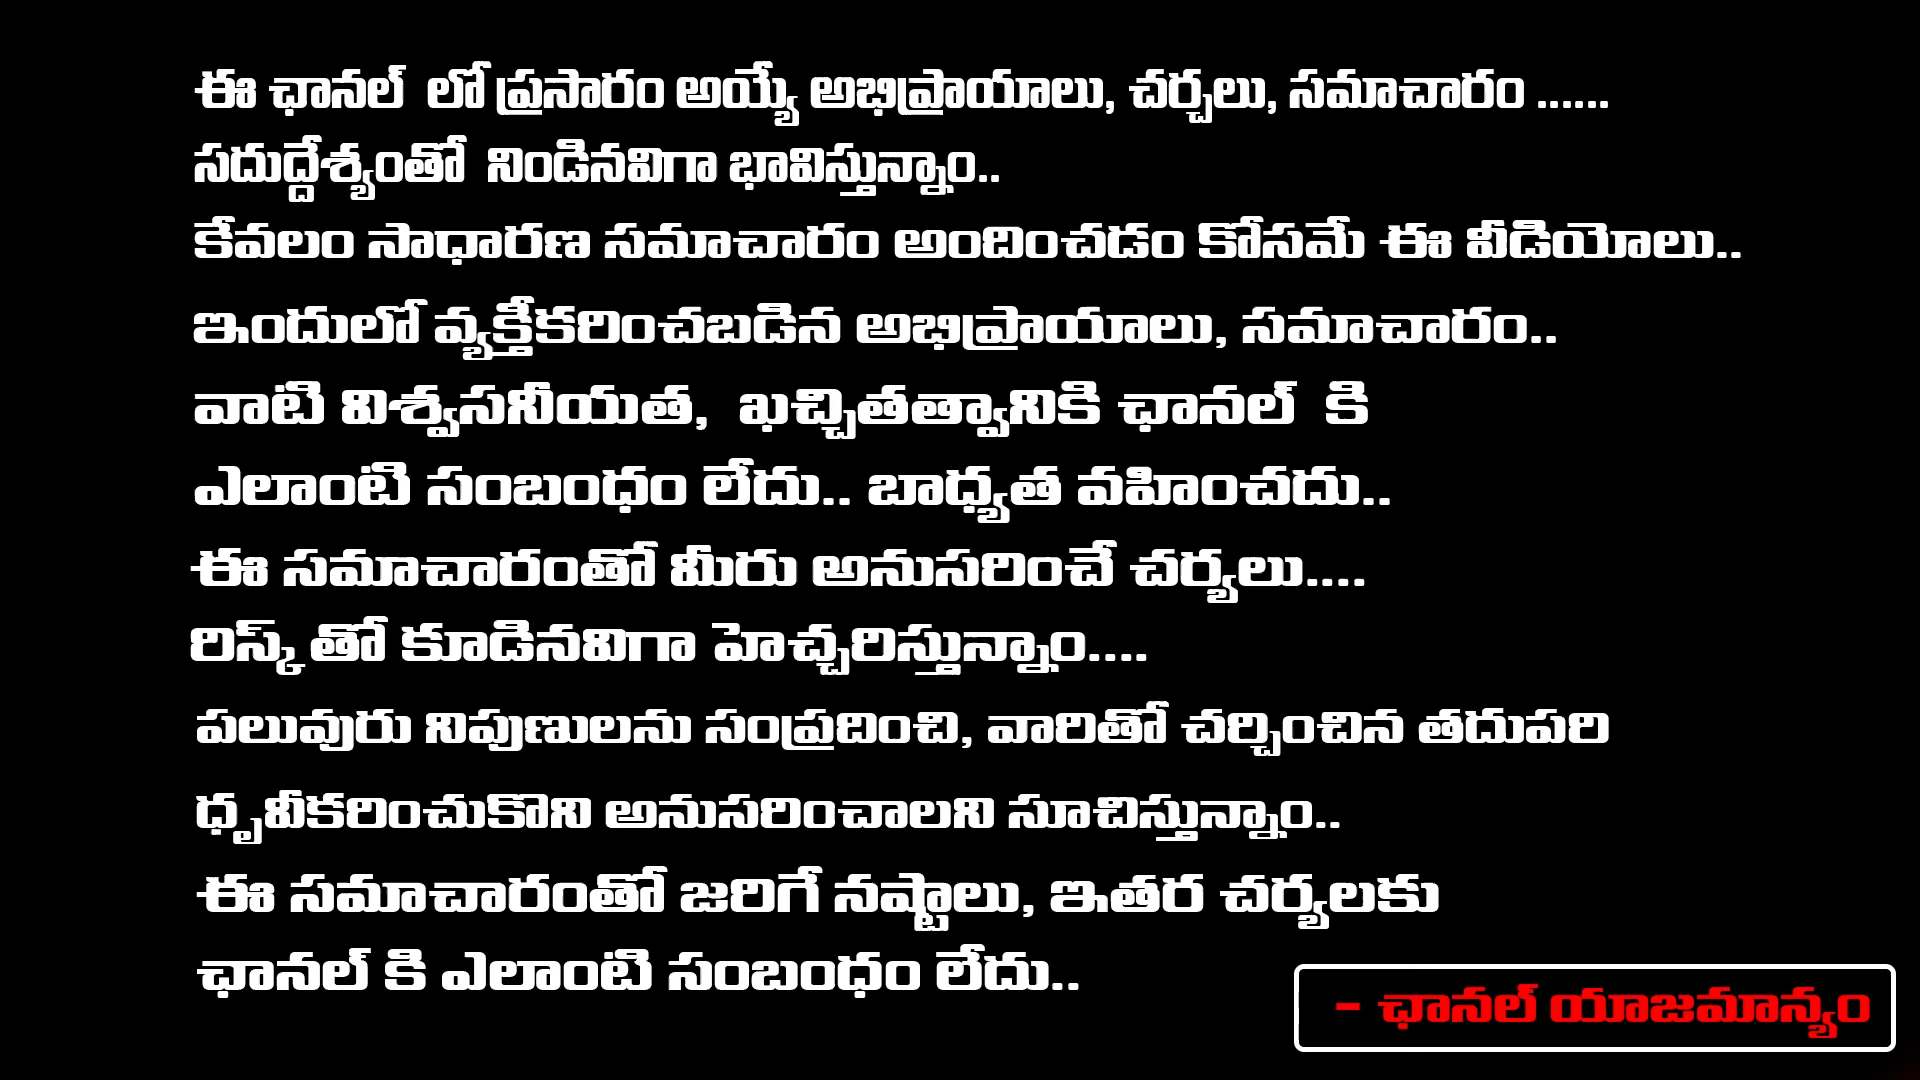 ఈ ఛానల్ లో ప్రసారం అయ్యే అభిప్రాయాలు, చర్చలు, సమాచారం ......
సదుద్దేశ్యంతో నిండినవిగా భావిస్తున్నాం..
కేవలం సాధారణ సమాచారం అందించడం కోసమే ఈ వీడియోలు..
ఇందులో వ్యక్తీకరించబడిన అభిప్రాయాలు, సమాచారం..
వాటి విశ్వసనీయత, ఖచ్చితత్వానికి ఛానల్ కి
ఎలాంటి సంబంధం లేదు.. బాధ్యత వహించదు..
ఈ సమాచారంతో మీరు అనుసరించే చర్యలు....
రిస్క్ తో కూడినవిగా హెచ్చరిస్తున్నాం....
పలువురు నిపుణులను సంప్రదించి, వారితో చర్చించిన తదుపరి
ధృవీకరించుకొని అనుసరించాలని సూచిస్తున్నాం..
ఈ సమాచారంతో జరిగే నష్టాలు, ఇతర చర్యలకు
ఛానల్ కి ఎలాంటి సంబంధం లేదు..
- ఛానల్ యాజమాన్యం